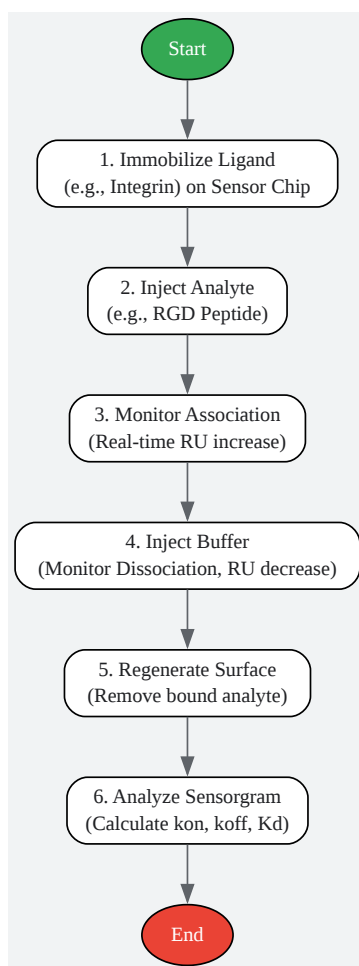 Start
1. Immobilize Ligand
(e.g., Integrin) on Sensor Chip
2. Inject Analyte
(e.g., RGD Peptide)
3. Monitor Association
(Real-time RU increase)
4. Inject Buffer
(Monitor Dissociation, RU decrease)
5. Regenerate Surface
(Remove bound analyte)
6. Analyze Sensorgram
(Calculate kon, koff, Kd)
End